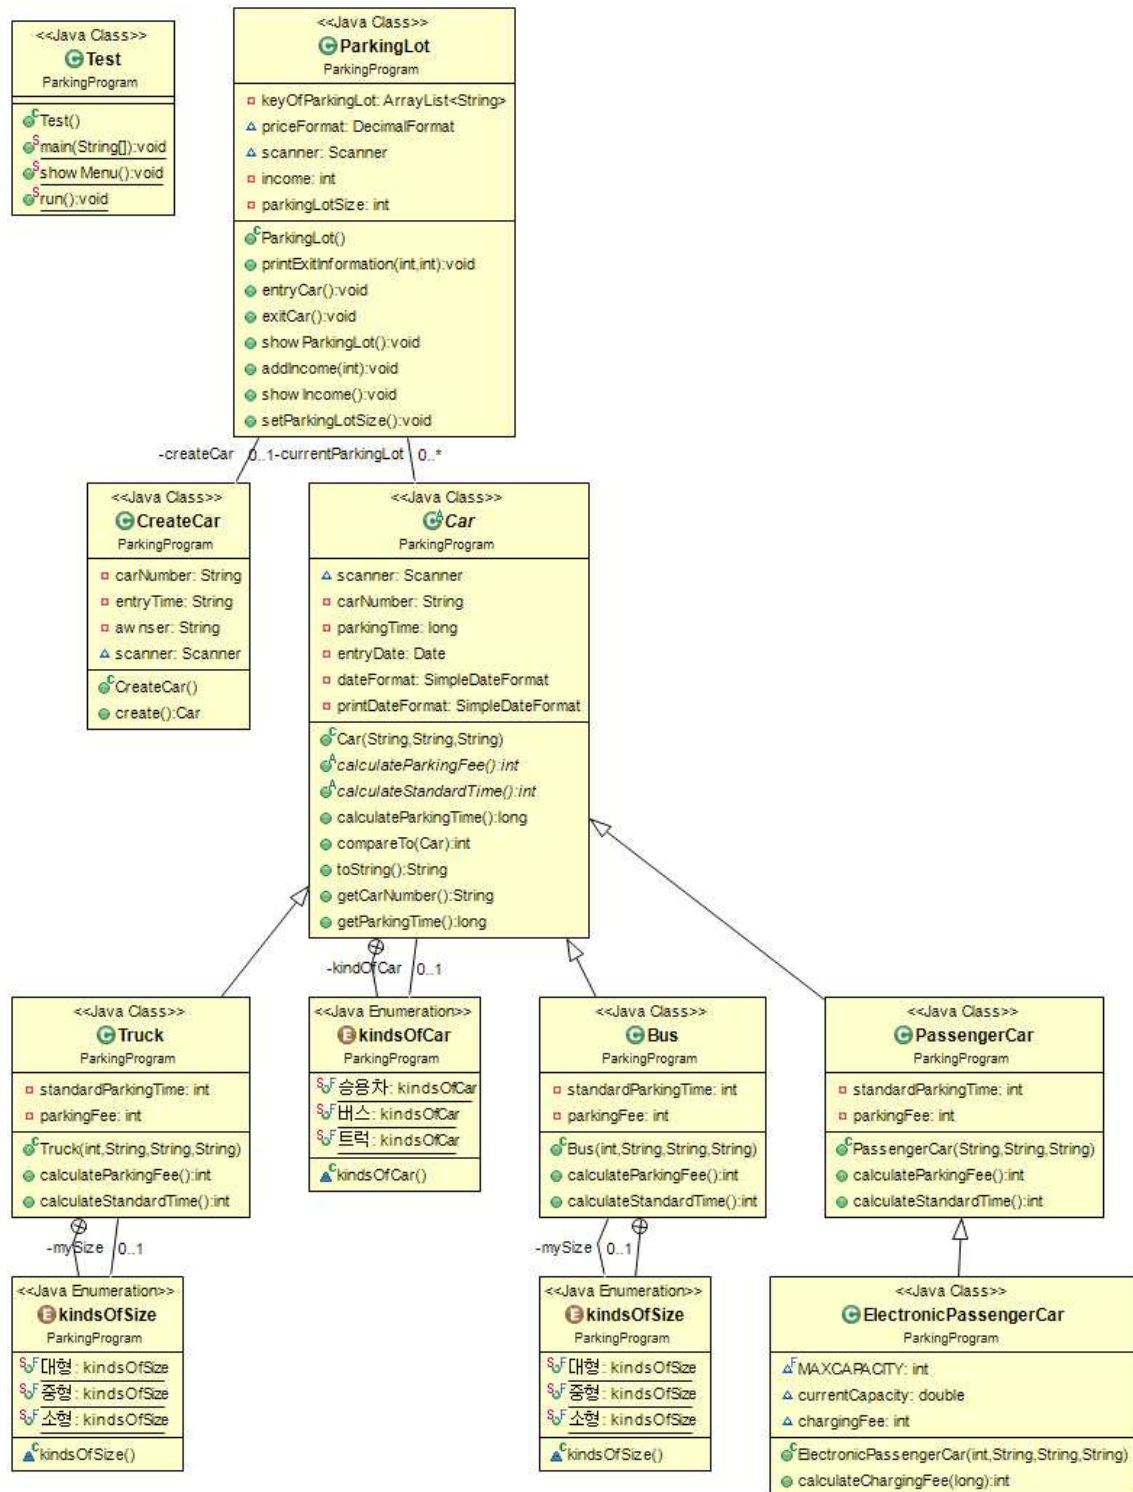 <<Java Class>>
Test
ParkingProgram
Test()
main(String[]):void
show Menu():void
run():void
<<Java Class>>
ParkingLot
ParkingProgram
keyOfParkingLot: ArrayList<String>
priceFormat: DecimalFormat
scanner: Scanner
income: int
parkingLotSize: int
ParkingLot()
printExitInformation(int,int):void
entryCar():void
exitCar():void
show ParkingLot():void
addIncome(int):void
show Income():void
setParkingLotSize():void
-createCar 0..1
-currentParkingLot 0..*
<<Java Class>>
CreateCar
ParkingProgram
carNumber: String
entryTime: String
aw nser: String
scanner: Scanner
CreateCar()
create():Car
<<Java Class>>
Car
ParkingProgram
scanner: Scanner
carNumber: String
parkingTime: long
entryDate: Date
dateFormat: SimpleDateFormat
printDateFormat: SimpleDateFormat
Car(String,String,String)
calculateParkingFee():int
calculateStandardTime():int
calculateParkingTime():long
compareTo(Car):int
toString():String
getCarNumber():String
getParkingTime():long
-kindOfCar 0..1
<<Java Class>>
Truck
ParkingProgram
standardParkingTime: int
parkingFee: int
Truck(int,String,String,String)
calculateParkingFee():int
calculateStandardTime():int
<<Java Enumeration>>
kindsOfCar
ParkingProgram
승용차: kindsOfCar
버스: kindsOfCar
트럭: kindsOfCar
kindsOfCar()
<<Java Class>>
Bus
ParkingProgram
standardParkingTime: int
parkingFee: int
Bus(int,String,String,String)
calculateParkingFee():int
calculateStandardTime():int
<<Java Class>>
PassengerCar
ParkingProgram
standardParkingTime: int
parkingFee: int
PassengerCar(String,String,String)
calculateParkingFee():int
calculateStandardTime():int
-mySize 0..1
<<Java Enumeration>>
kindsOfSize
ParkingProgram
대형: kindsOfSize
중형: kindsOfSize
소형: kindsOfSize
kindsOfSize()
-mySize 0..1
<<Java Enumeration>>
kindsOfSize
ParkingProgram
대형: kindsOfSize
중형: kindsOfSize
소형: kindsOfSize
kindsOfSize()
<<Java Class>>
ElectronicPassengerCar
ParkingProgram
MAXCAPACITY: int
currentCapacity: double
chargingFee: int
ElectronicPassengerCar(int,String,String,String)
calculateChargingFee(long):int